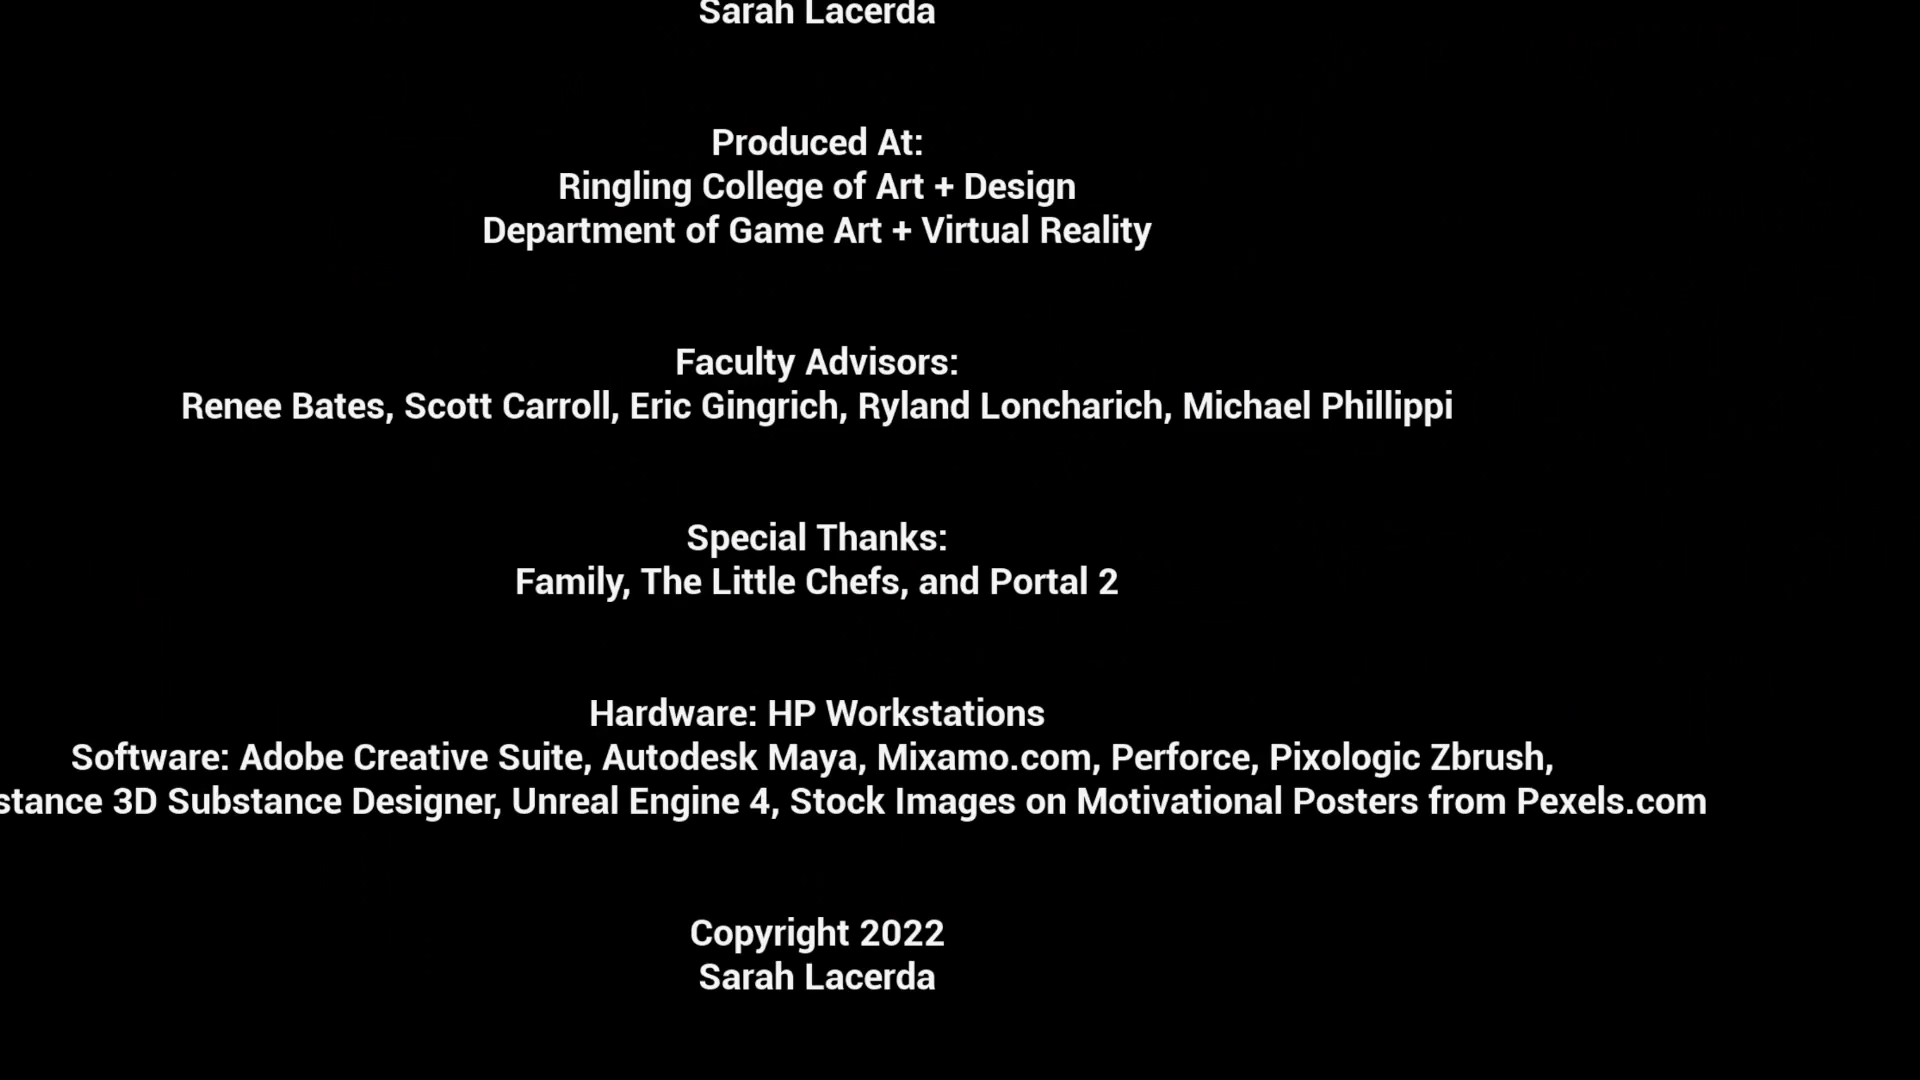 Sarah Lacerda
Produced At:
Ringling College of Art + Design
Department of Game Art + Virtual Reality
Faculty Advisors:
Renee Bates, Scott Carroll, Eric Gingrich, Ryland Loncharich, Michael Phillippi
Special Thanks:
Family, The Little Chefs, and Portal 2
Hardware: HP Workstations
Software: Adobe Creative Suite, Autodesk Maya, Mixamo.com, Perforce, Pixologic Zbrush,
stance 3D Substance Designer, Unreal Engine 4, Stock Images on Motivational Posters from Pexels.com
Copyright 2022
Sarah Lacerda